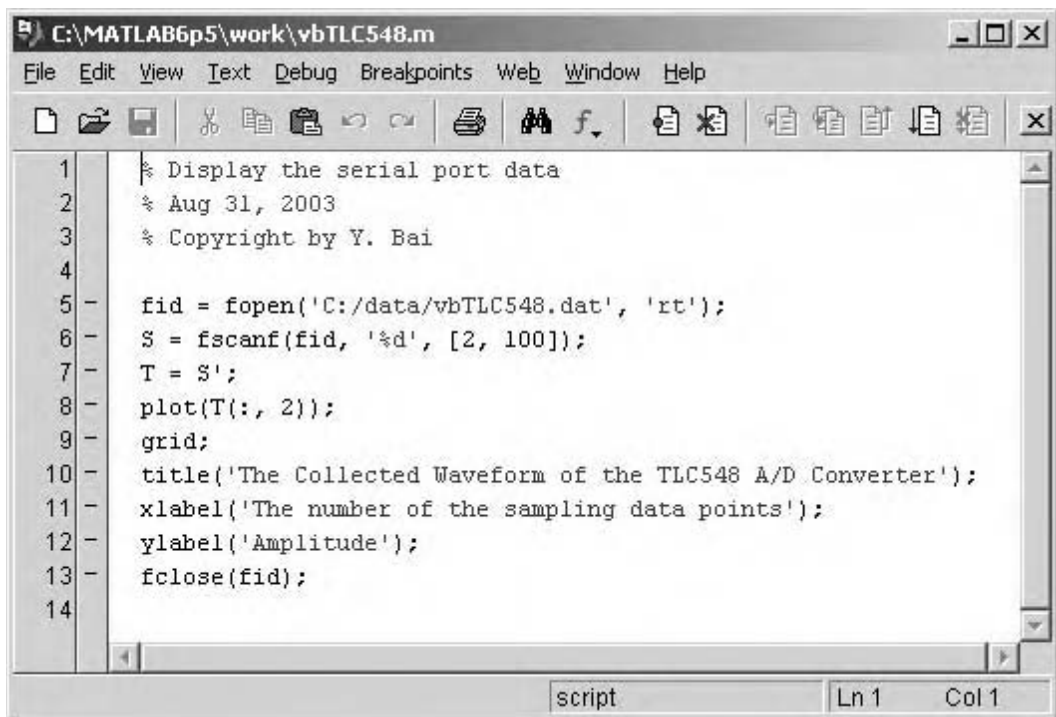 C:\MATLAB6p5\work\vbTLC548.m
File Edit View Text Debug Breakpoints Web Window Help
1 % Display the serial port data
2 % Aug 31, 2003
3 % Copyright by Y. Bai
4
5 - fid = fopen('C:/data/vbTLC548.dat', 'rt');
6 - S = fscanf(fid, '%d', [2, 100]);
7 - T = S';
8 - plot(T(:, 2));
9 - grid;
10 - title('The Collected Waveform of the TLC548 A/D Converter');
11 - xlabel('The number of the sampling data points');
12 - ylabel('Amplitude');
13 - fclose(fid);
14
script Ln 1 Col 1